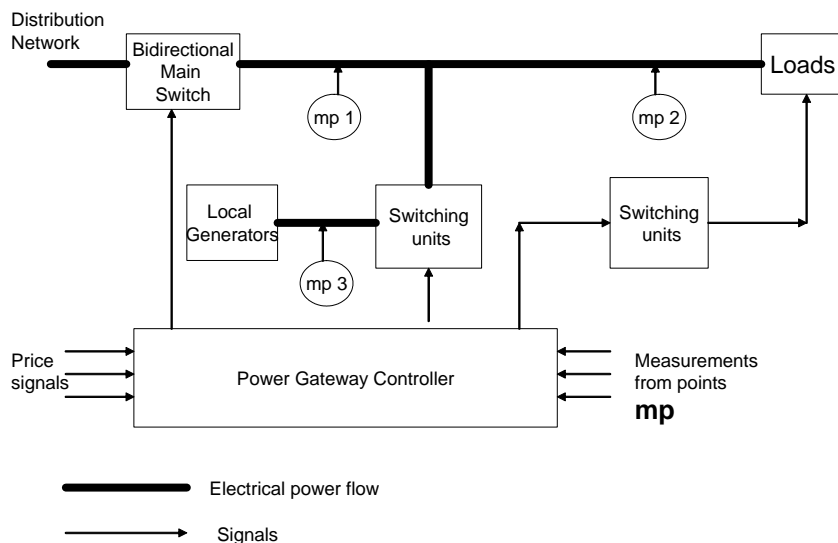 Distribution
Network
Bidirectional
Main
Switch
mp 1
mp 2
Loads
Local
Generators
mp 3
Switching
units
Switching
units
Price
signals
Power Gateway Controller
Measurements
from points
mp
Electrical power flow
Signals